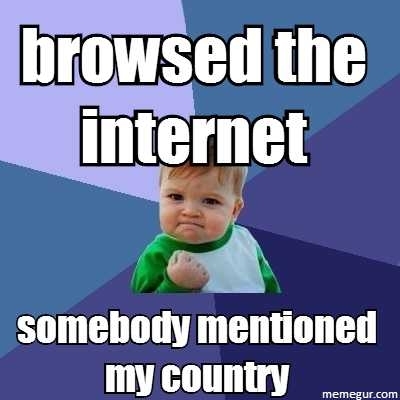 browsed the
internet
somebody mentioned
my country
memegur.com